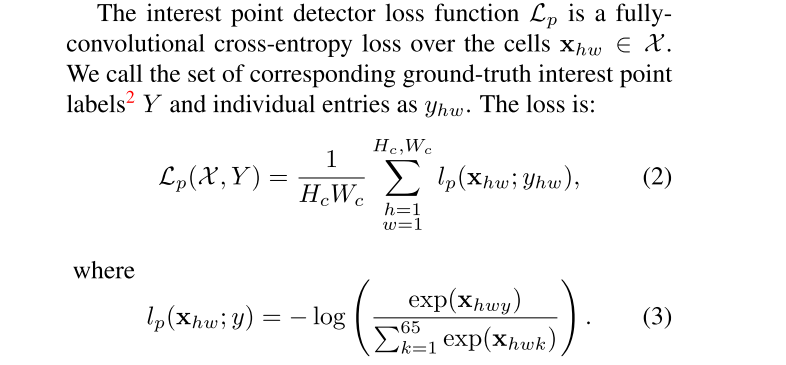 The interest point detector loss function $\mathcal{L}_p$ is a fully-
convolutional cross-entropy loss over the cells $\mathbf{x}_{hw} \in \mathcal{X}$.
We call the set of corresponding ground-truth interest point
labels$^2$ $Y$ and individual entries as $y_{hw}$. The loss is:
$\mathcal{L}_p(\mathcal{X}, Y) = \frac{1}{H_c W_c} \sum_{\substack{h=1 \\ w=1}}^{H_c, W_c} l_p(\mathbf{x}_{hw}; y_{hw}),$ (2)
where
$l_p(\mathbf{x}_{hw}; y) = -\log\left(\frac{\exp(\mathbf{x}_{hwy})}{\sum_{k=1}^{65} \exp(\mathbf{x}_{hwk})}\right).$ (3)